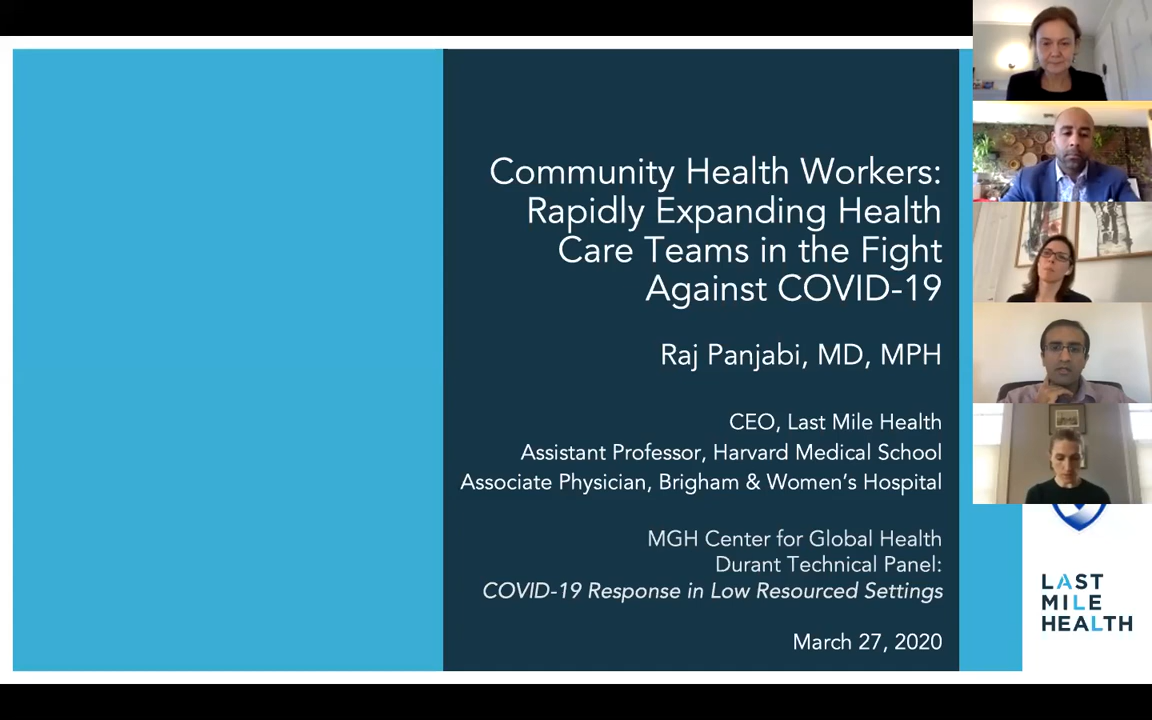 Community Health Workers:
Rapidly Expanding Health
Care Teams in the Fight
Against COVID-19
Raj Panjabi, MD, MPH
CEO, Last Mile Health
Assistant Professor, Harvard Medical School
Associate Physician, Brigham & Women's Hospital
MGH Center for Global Health
Durant Technical Panel:
COVID-19 Response in Low Resourced Settings
March 27, 2020
LAST
MILE
HEALTH